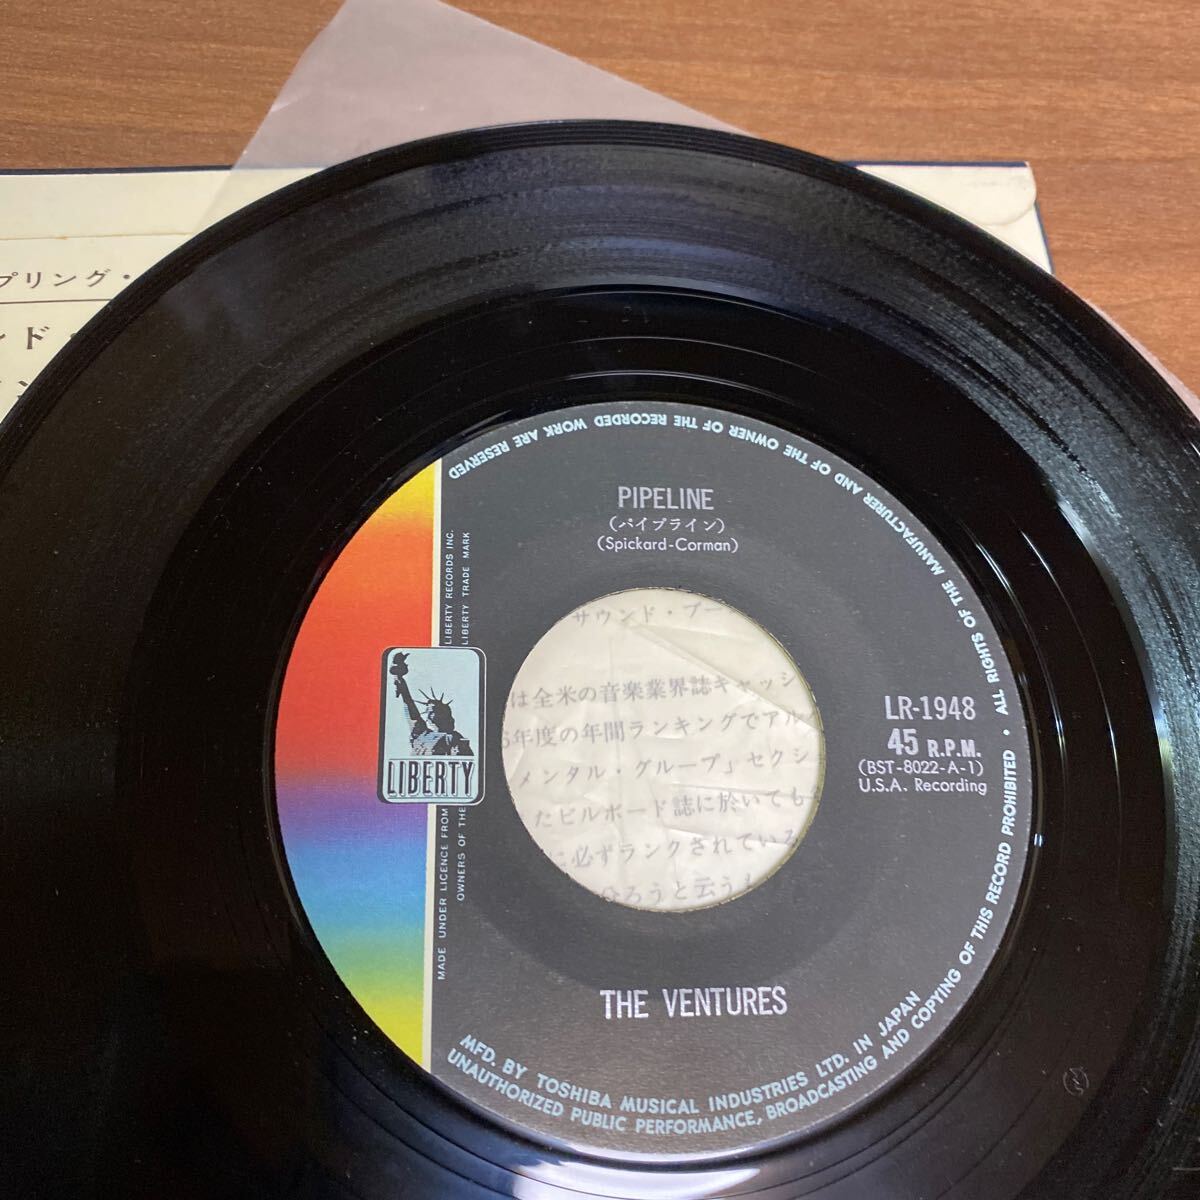 プリング・
ンド・
ALL RIGHTS OF THE MANUFACTURER AND OF THE OWNER OF THE RECORDED WORK ARE RESERVED
PIPELINE
(パイプライン)
(Spickard-Corman)
LR-1948
45 R.P.M.
(BST-8022-A-1)
U.S.A. Recording
LIBERTY
MADE UNDER LICENCE FROM LIBERTY RECORDS INC.
OWNERS OF THE LIBERTY TRADE MARK
サウンド・ブー
は全米の音楽業界誌キャッシ
年度の年間ランキングでアル
メンタル・グループ」セクシ
たビルボード誌に於いても
に必ずランクされている
ろうと云う
THE VENTURES
MFD. BY TOSHIBA MUSICAL INDUSTRIES LTD. IN JAPAN
UNAUTHORIZED PUBLIC PERFORMANCE, BROADCASTING AND COPYING OF THIS RECORD PROHIBITED